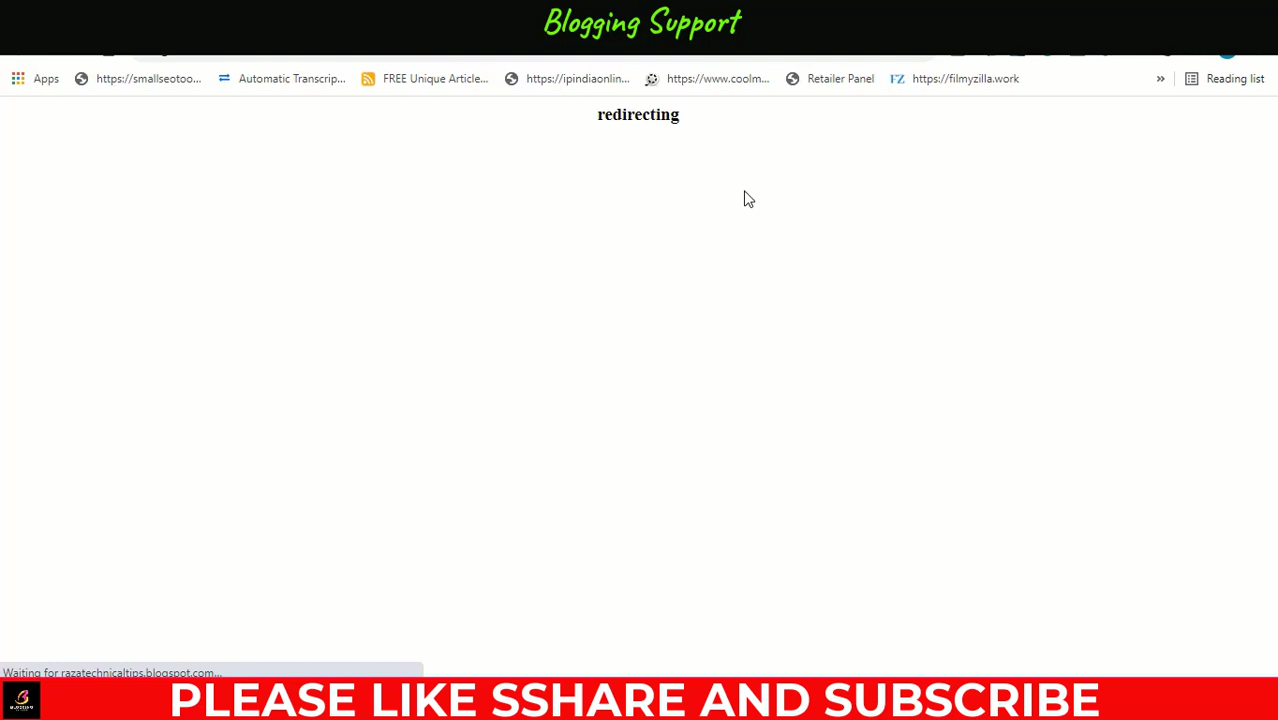 Blogging Support
Apps https://smallseotoo... Automatic Transcrip... FREE Unique Article... https://ipindiaonlin... https://www.coolm... Retailer Panel FZ https://filmyzilla.work » Reading list
redirecting
Waiting for razatechnicaltips.blogspot.com...
PLEASE LIKE SSHARE AND SUBSCRIBE